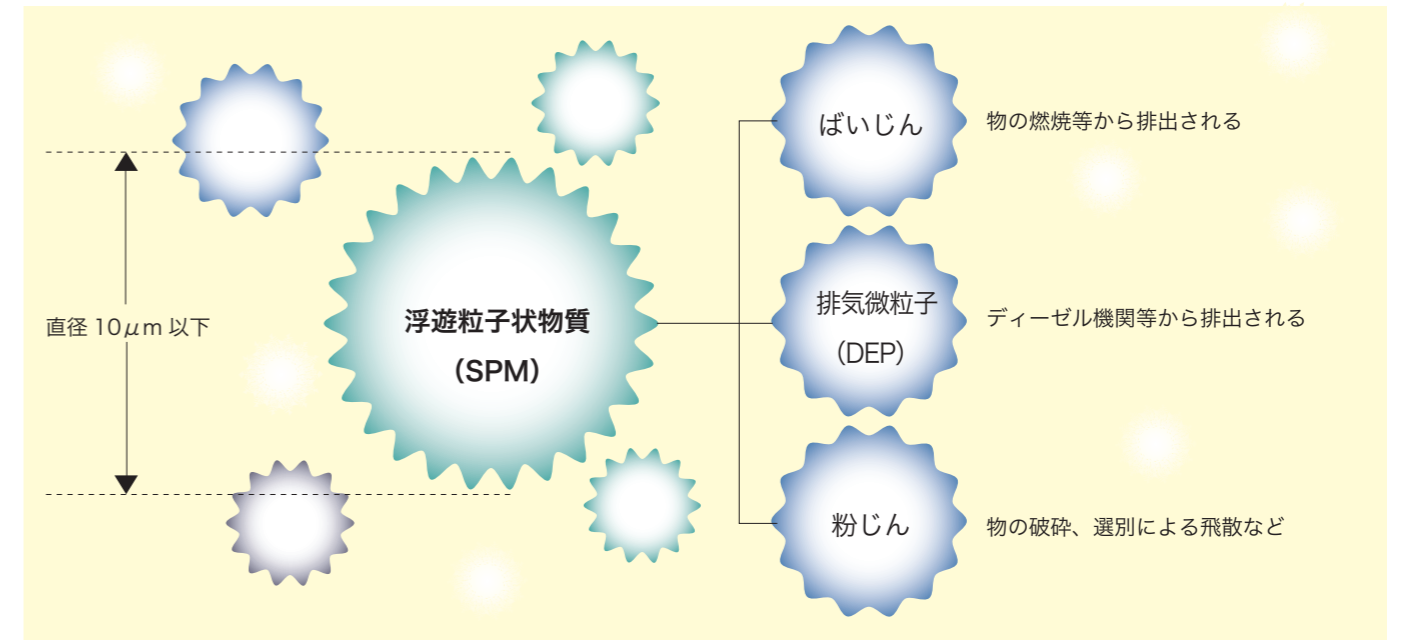 直径 10μm 以下
浮遊粒子状物質
（SPM）
ばいじん
物の燃焼等から排出される
排気微粒子
（DEP）
ディーゼル機関等から排出される
粉じん
物の破砕、選別による飛散など